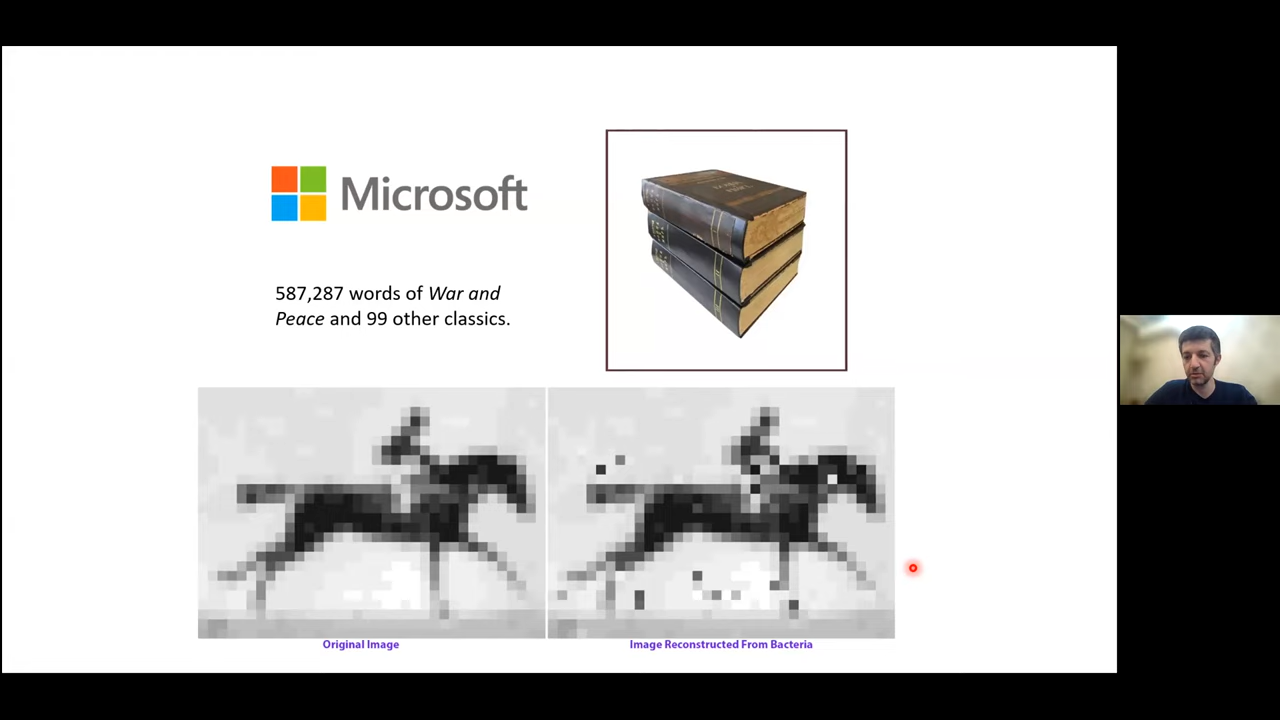 Microsoft
587,287 words of War and
Peace and 99 other classics.
Original Image
Image Reconstructed From Bacteria